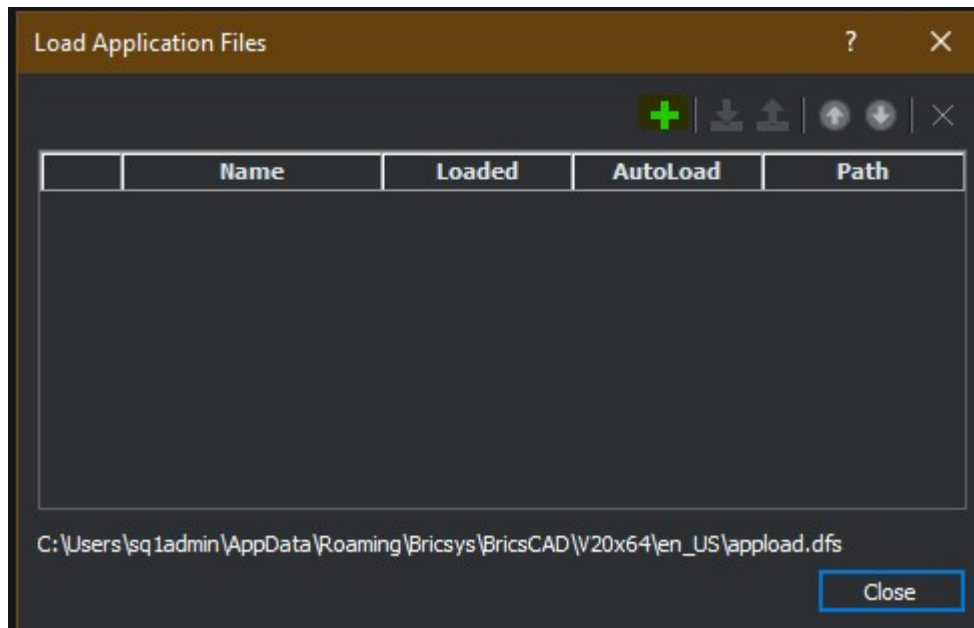 Load Application Files
Name Loaded AutoLoad Path
C:\Users\sq1admin\AppData\Roaming\Bricsys\BricsCAD\V20x64\en_US\appload.dfs
Close